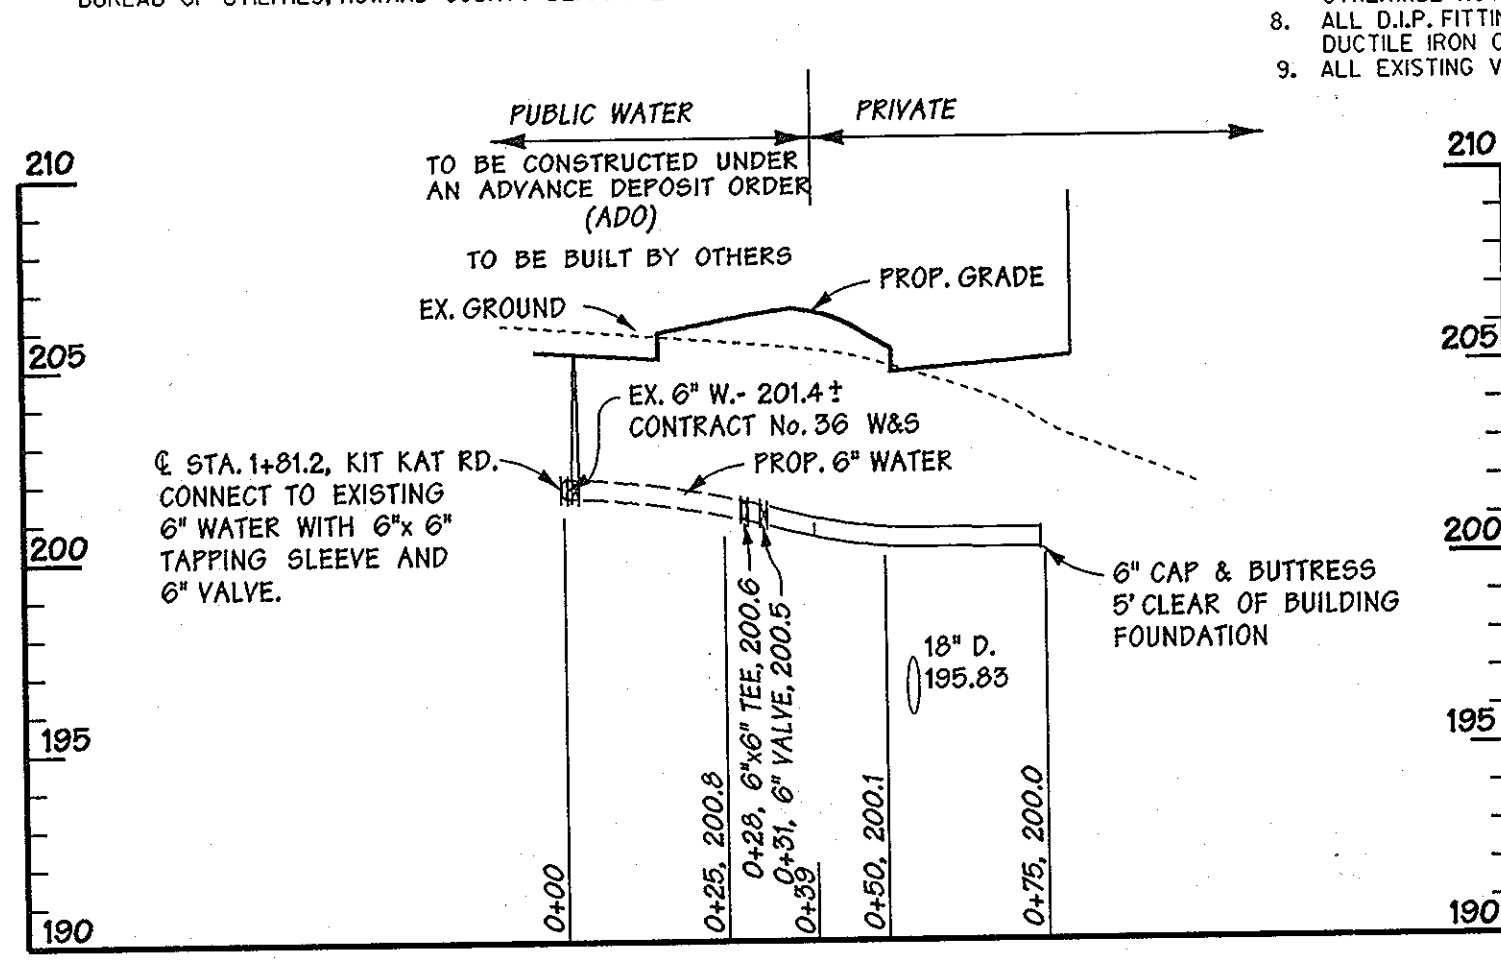 8. ALL D.I.P. FITTIN
DUCTILE IRON
9. ALL EXISTING V
PUBLIC WATER
PRIVATE
TO BE CONSTRUCTED UNDER
AN ADVANCE DEPOSIT ORDER
(ADO)
TO BE BUILT BY OTHERS
PROP. GRADE
EX. GROUND
210
210
205
205
EX. 6" W.- 201.4±
CONTRACT No. 36 W&S
℄ STA. 1+81.2, KIT KAT RD.
CONNECT TO EXISTING
6" WATER WITH 6"x 6"
TAPPING SLEEVE AND
6" VALVE.
PROP. 6" WATER
200
200
6" CAP & BUTTRESS
5' CLEAR OF BUILDING
FOUNDATION
18" D.
195.83
195
195
0+00
0+25, 200.8
0+28, 6"x6" TEE, 200.6
0+31, 6" VALVE, 200.5
0+39
0+50, 200.1
0+75, 200.0
190
190